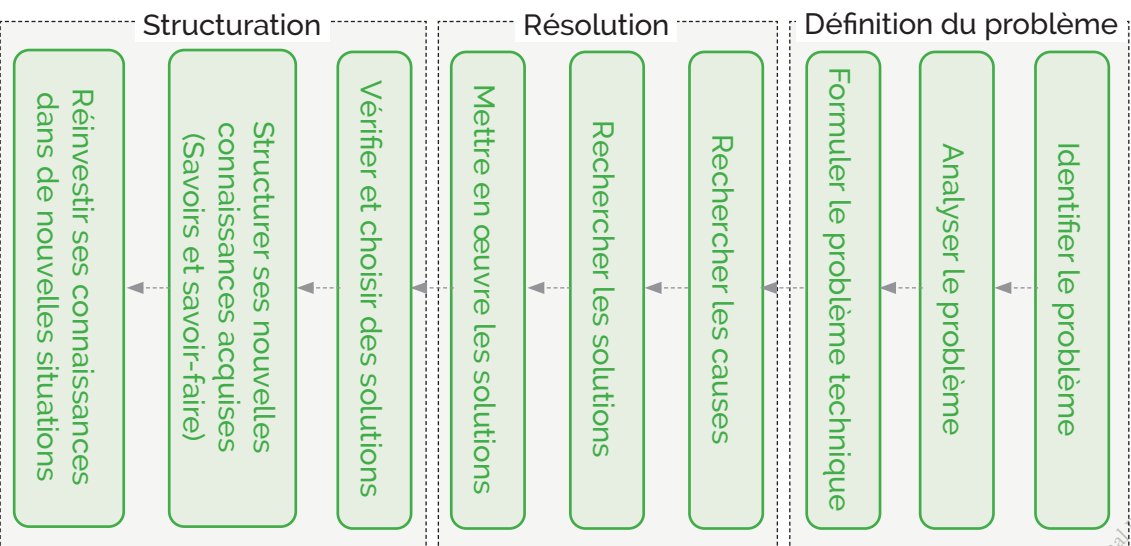 Définition du problème
Identifier le problème
Analyser le problème
Formuler le problème technique
Résolution
Rechercher les causes
Rechercher les solutions
Mettre en œuvre les solutions
Structuration
Vérifier et choisir des solutions
Structurer ses nouvelles
connaissances acquises
(Savoirs et savoir-faire)
Réinvestir ses connaissances
dans de nouvelles situations